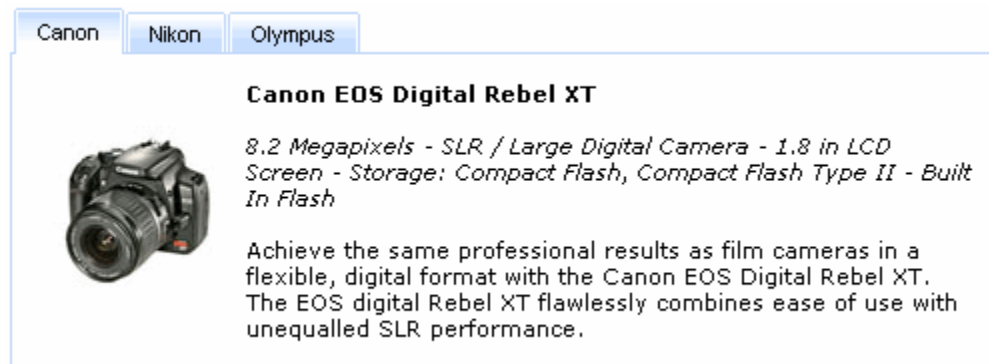 Canon
Nikon
Olympus
Canon EOS Digital Rebel XT
8.2 Megapixels - SLR / Large Digital Camera - 1.8 in LCD
Screen - Storage: Compact Flash, Compact Flash Type II - Built
In Flash
Achieve the same professional results as film cameras in a
flexible, digital format with the Canon EOS Digital Rebel XT.
The EOS digital Rebel XT flawlessly combines ease of use with
unequalled SLR performance.